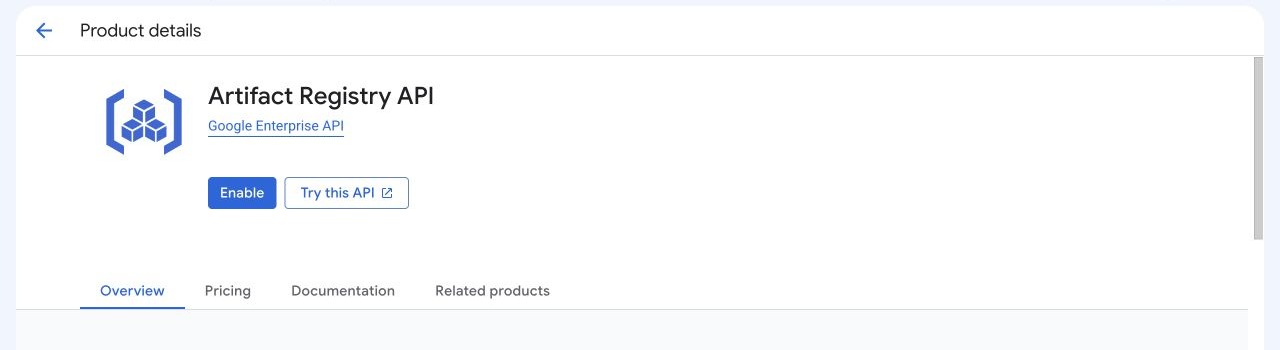 Product details
Artifact Registry API
Google Enterprise API
Enable Try this API
Overview Pricing Documentation Related products